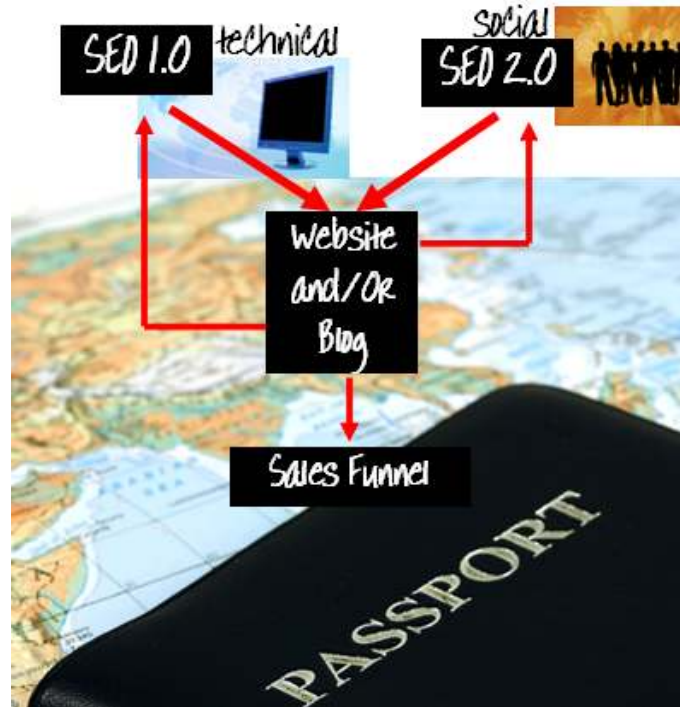 technical
SEO 1.0
social
SEO 2.0
Website
and/or
Blog
Sales Funnel
PASSPORT